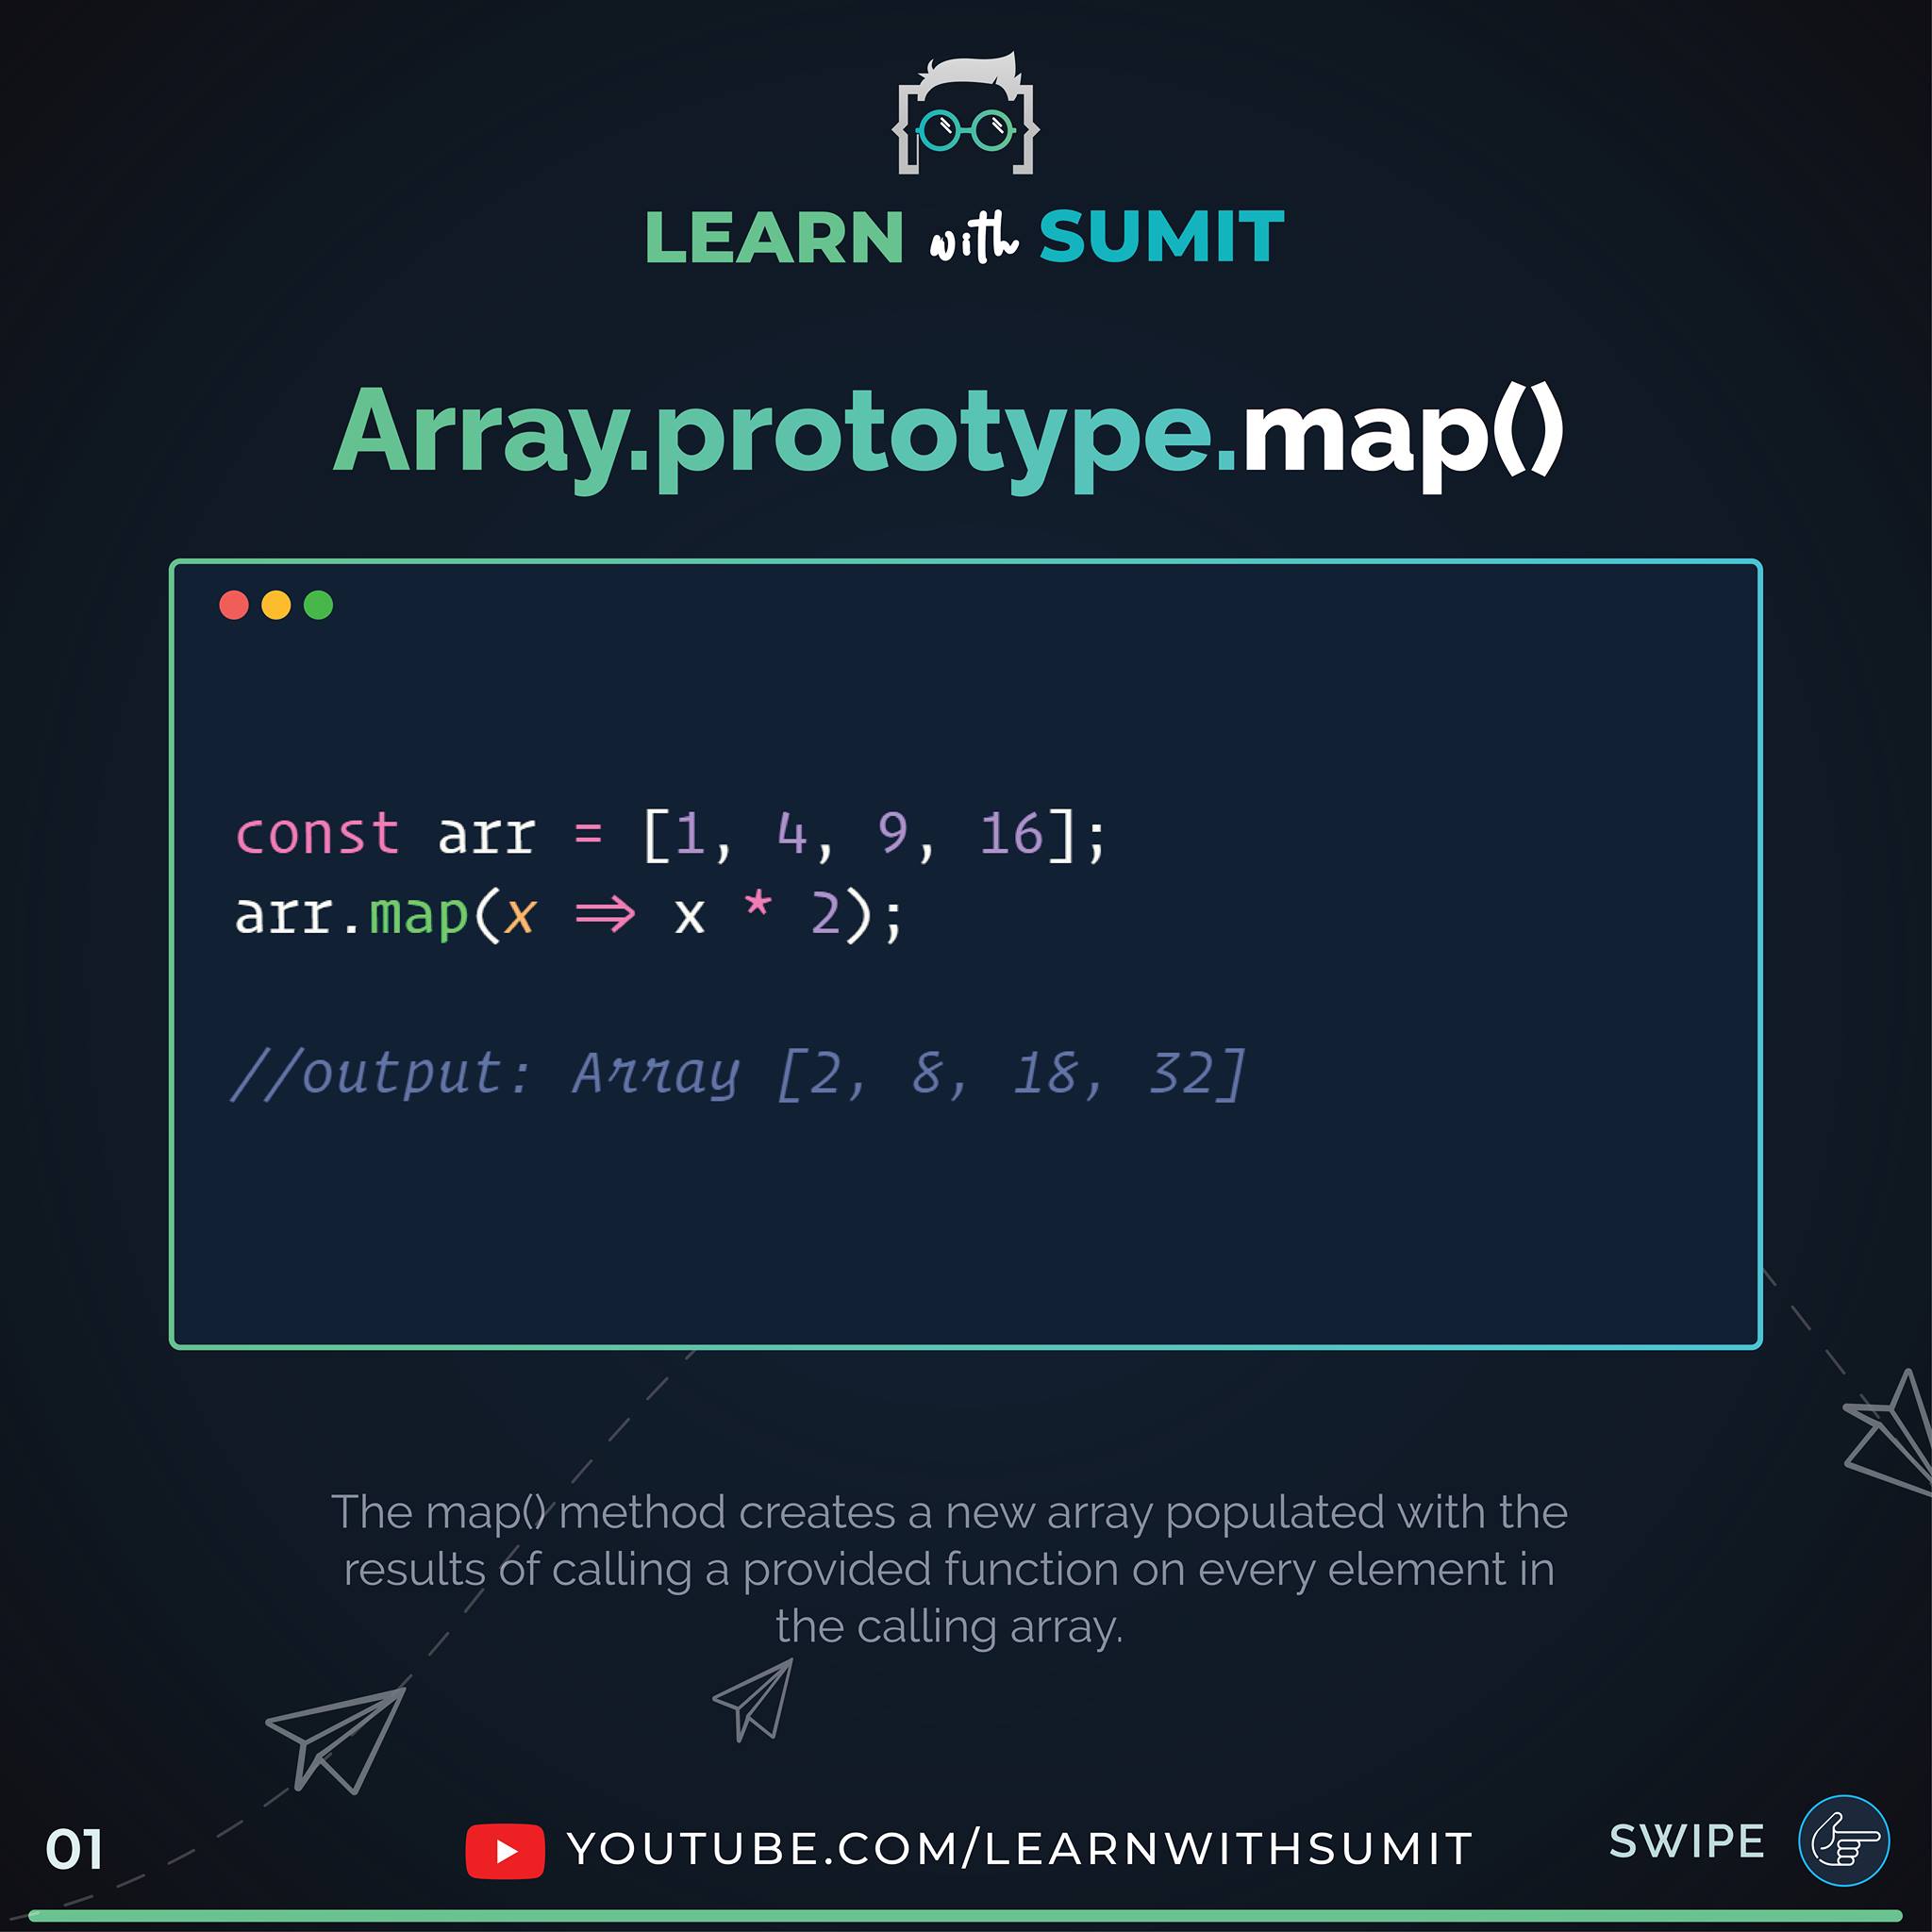 LEARN with SUMIT
Array.prototype.map()
const arr = [1, 4, 9, 16];
arr.map(x => x * 2);
//output: Array [2, 8, 18, 32]
The map() method creates a new array populated with the
results of calling a provided function on every element in
the calling array.
01
YOUTUBE.COM/LEARNWITHSUMIT
SWIPE